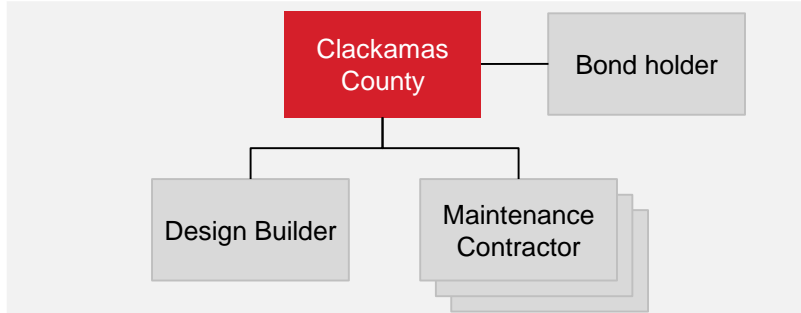 Clackamas
County
Bond holder
Design Builder
Maintenance
Contractor